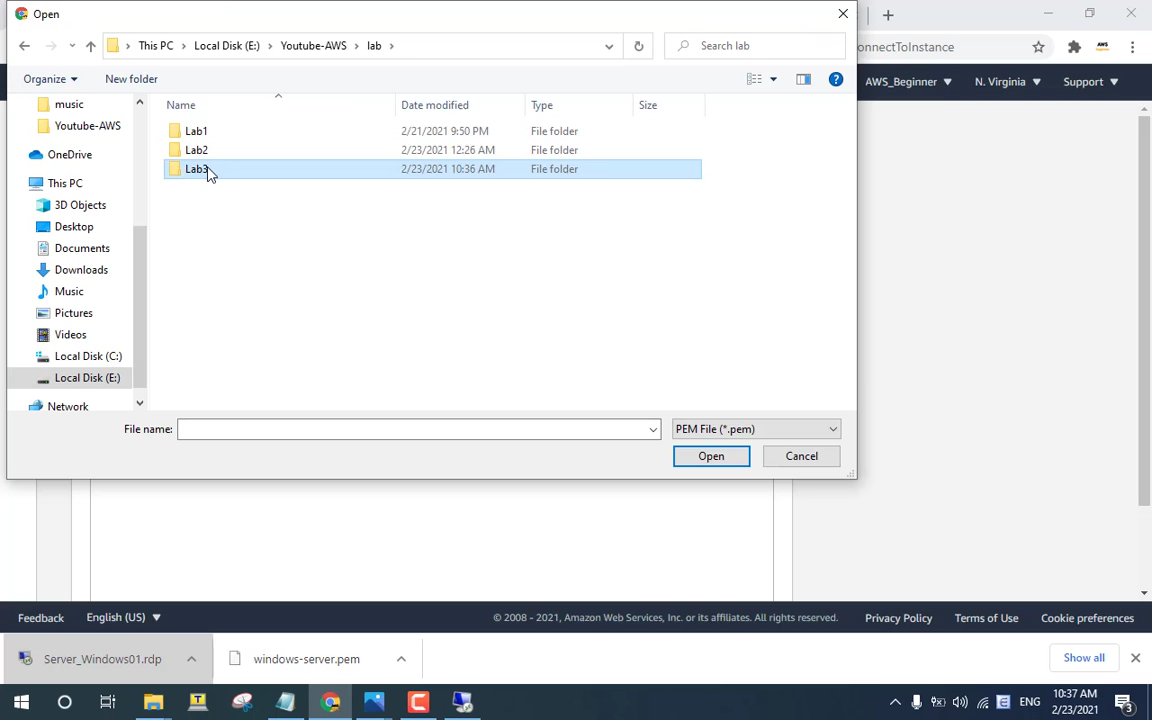 Open
This PC
Local Disk (E:)
Youtube-AWS
lab
Search lab
onnectToInstance
AWS
Organize
New folder
AWS_Beginner
N. Virginia
Support
music
Youtube-AWS
OneDrive
This PC
3D Objects
Desktop
Documents
Downloads
Music
Pictures
Videos
Local Disk (C:)
Local Disk (E:)
Network
Name
Date modified
Type
Size
Lab1
2/21/2021 9:50 PM
File folder
Lab2
2/23/2021 12:26 AM
File folder
Lab3
2/23/2021 10:36 AM
File folder
File name:
PEM File (*.pem)
Open
Cancel
Feedback
English (US)
© 2008 - 2021, Amazon Web Services, Inc. or its affiliates. All rights reserved.
Privacy Policy
Terms of Use
Cookie preferences
Server_Windows01.rdp
windows-server.pem
Show all
ENG
10:37 AM
2/23/2021
3